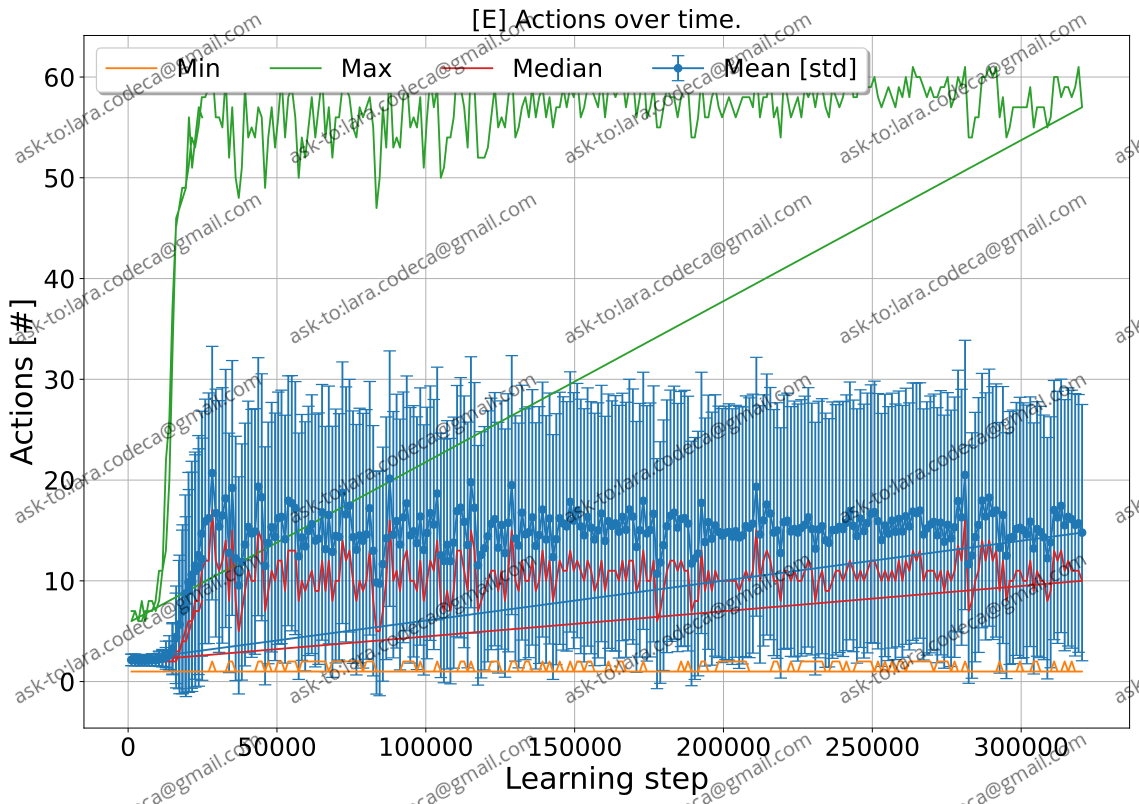 [E] Actions over time.
Min Max Median Mean [std]
60
50
40
30
20
10
0
Actions [#]
0 50000 100000 150000 200000 250000 300000
Learning step
ask-to:lara.codeca@gmail.com